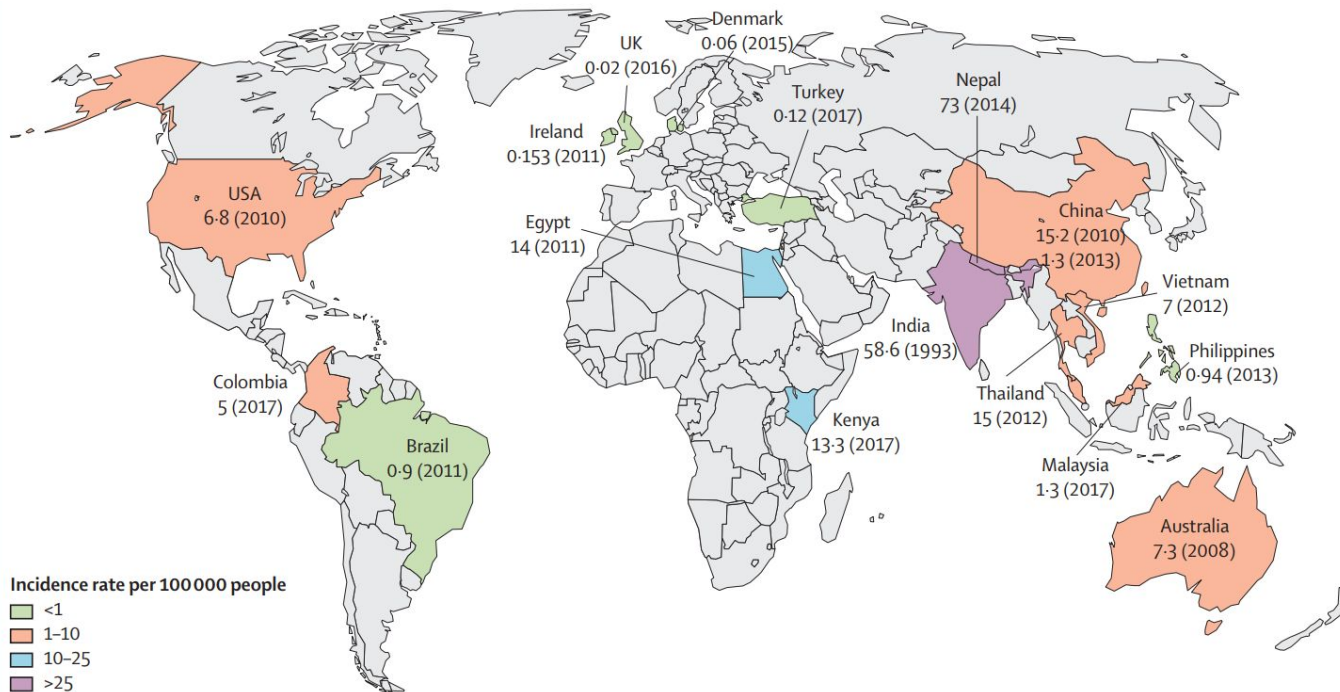 Denmark
0·06 (2015)
UK
0·02 (2016)
Nepal
73 (2014)
Turkey
0·12 (2017)
Ireland
0·153 (2011)
USA
6·8 (2010)
China
15·2 (2010)
1·3 (2013)
Egypt
14 (2011)
Vietnam
7 (2012)
India
58·6 (1993)
Philippines
0·94 (2013)
Colombia
5 (2017)
Thailand
15 (2012)
Kenya
13·3 (2017)
Brazil
0·9 (2011)
Malaysia
1·3 (2017)
Australia
7·3 (2008)
Incidence rate per 100 000 people
<1
1–10
10–25
>25